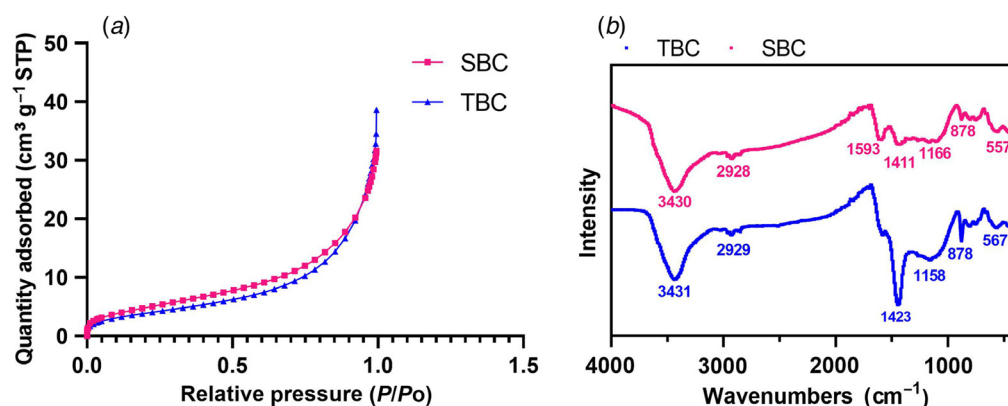 (a)
50
40
30
20
10
0
Quantity adsorbed (cm³ g⁻¹ STP)
SBC
TBC
0.0 0.5 1.0 1.5
Relative pressure (P/Po)
(b)
TBC SBC
3430
2928
1593
1411
1166
878
557
3431
2929
1423
1158
878
567
Intensity
4000 3000 2000 1000
Wavenumbers (cm⁻¹)